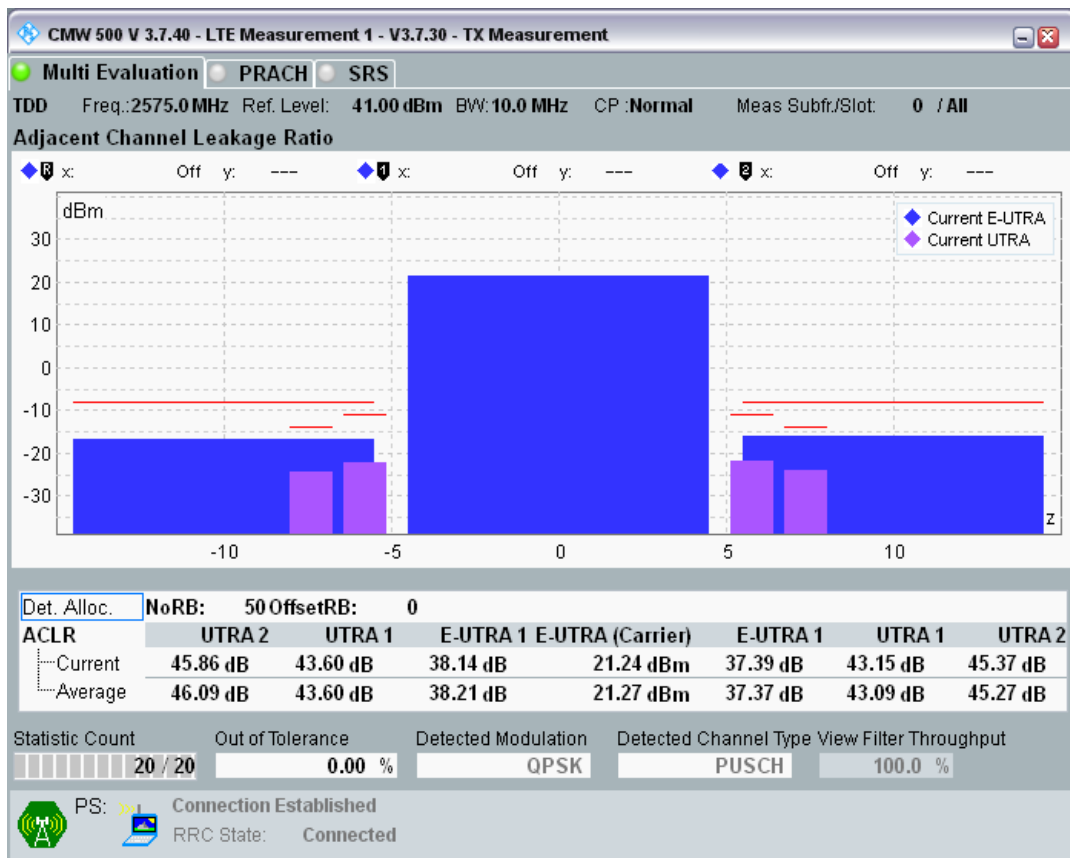 CMW 500 V 3.7.40 - LTE Measurement 1 - V3.7.30 - TX Measurement
Multi Evaluation PRACH SRS
TDD Freq.:2575.0 MHz Ref. Level: 41.00 dBm BW:10.0 MHz CP :Normal Meas Subfr./Slot: 0 / All
Adjacent Channel Leakage Ratio
R x: Off y: --- 1 x: Off y: --- 2 x: Off y: ---
dBm
Current E-UTRA
Current UTRA
30
20
10
0
-10
-20
-30
z
-10 -5 0 5 10
Det. Alloc. NoRB: 50 OffsetRB: 0
ACLR UTRA 2 UTRA 1 E-UTRA 1 E-UTRA (Carrier) E-UTRA 1 UTRA 1 UTRA 2
Current 45.86 dB 43.60 dB 38.14 dB 21.24 dBm 37.39 dB 43.15 dB 45.37 dB
Average 46.09 dB 43.60 dB 38.21 dB 21.27 dBm 37.37 dB 43.09 dB 45.27 dB
Statistic Count Out of Tolerance Detected Modulation Detected Channel Type View Filter Throughput
20 / 20 0.00 % QPSK PUSCH 100.0 %
PS: Connection Established
RRC State: Connected